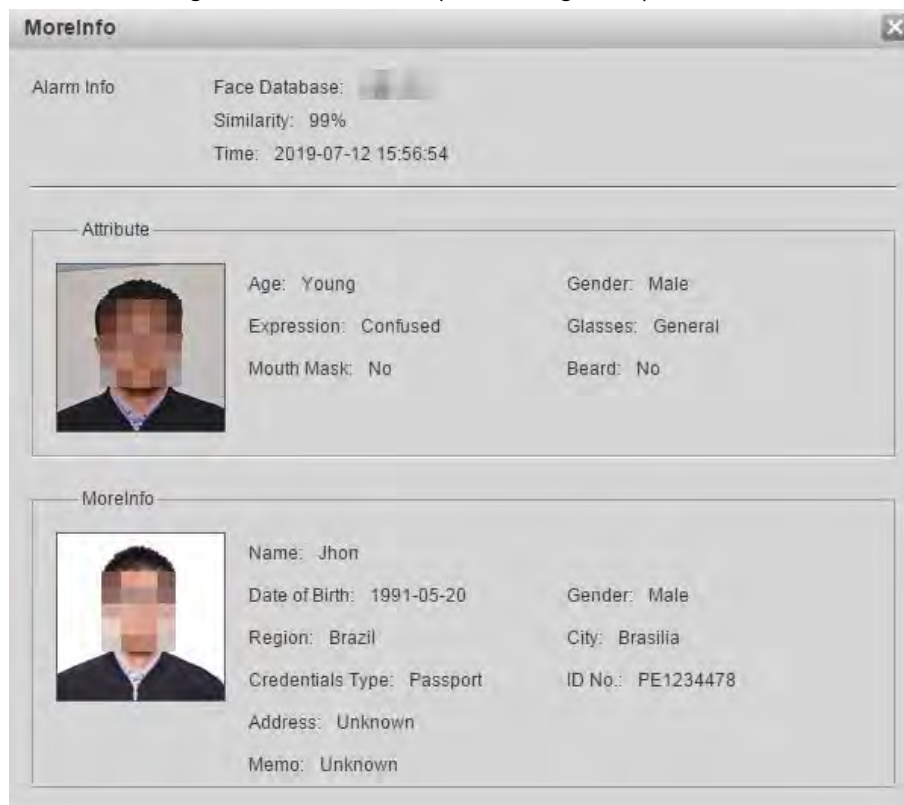 MoreInfo
Alarm Info
Face Database:
Similarity: 99%
Time: 2019-07-12 15:56:54
Attribute
Age: Young Gender: Male
Expression: Confused Glasses: General
Mouth Mask: No Beard: No
MoreInfo
Name: Jhon
Date of Birth: 1991-05-20 Gender: Male
Region: Brazil City: Brasilia
Credentials Type: Passport ID No.: PE1234478
Address: Unknown
Memo: Unknown